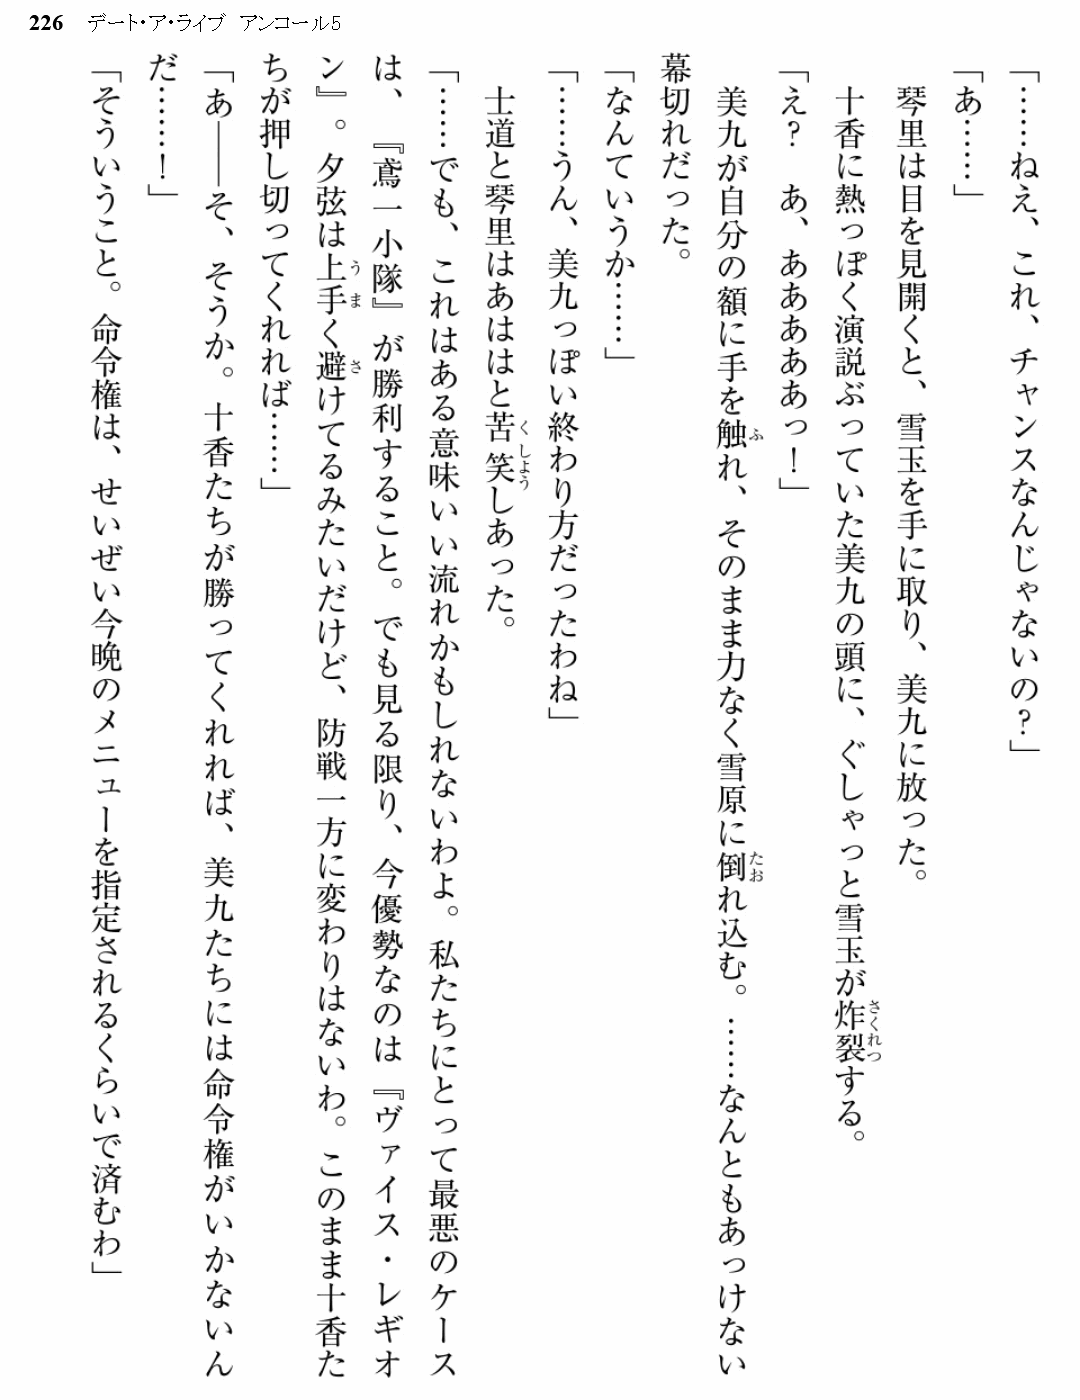 226 デート・ア・ライブ アンコール5
「……ねえ、これ、チャンスなんじゃないの？」
「あ……」
琴里は目を見開くと、雪玉を手に取り、美九に放った。
十香に熱っぽく演説ぶっていた美九の頭に、ぐしゃっと雪玉が炸裂する。
「え？　あ、あああああっ！」
美九が自分の額に手を触れ、そのまま力なく雪原に倒れ込む。……なんともあっけない
幕切れだった。
「なんていうか……」
「……うん、美九っぽい終わり方だったわね」
士道と琴里はあははと苦笑しあった。
「……でも、これはある意味いい流れかもしれないわよ。私たちにとって最悪のケース
は、『鳶一小隊』が勝利すること。でも見る限り、今優勢なのは『ヴァイス・レギオ
ン』。夕弦は上手く避けてるみたいだけど、防戦一方に変わりはないわ。このまま十香た
ちが押し切ってくれれば……」
「あ――そ、そうか。十香たちが勝ってくれれば、美九たちには命令権がいかないん
だ……！」
「そういうこと。命令権は、せいぜい今晩のメニューを指定されるくらいで済むわ」